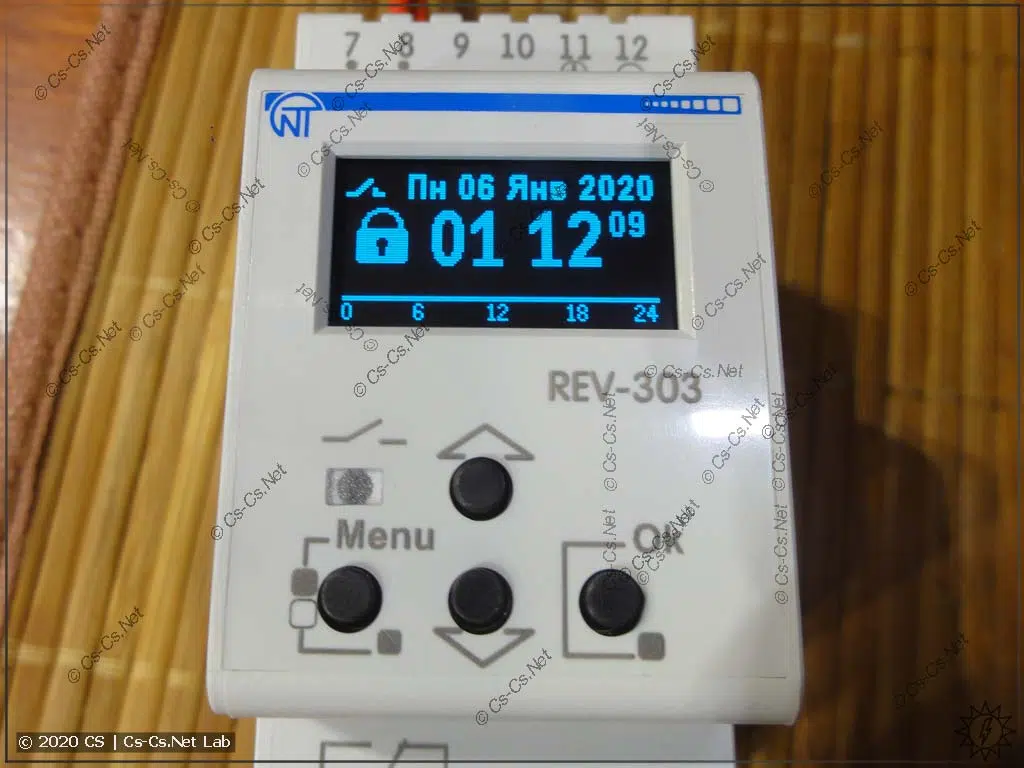 7 8 9 10 11 12
NT
Пн 06 Янв 2020
01 12 09
0 6 12 18 24
REV-303
Menu
Ok
© 2020 CS | Cs-Cs.Net Lab
© Cs-Cs.Net